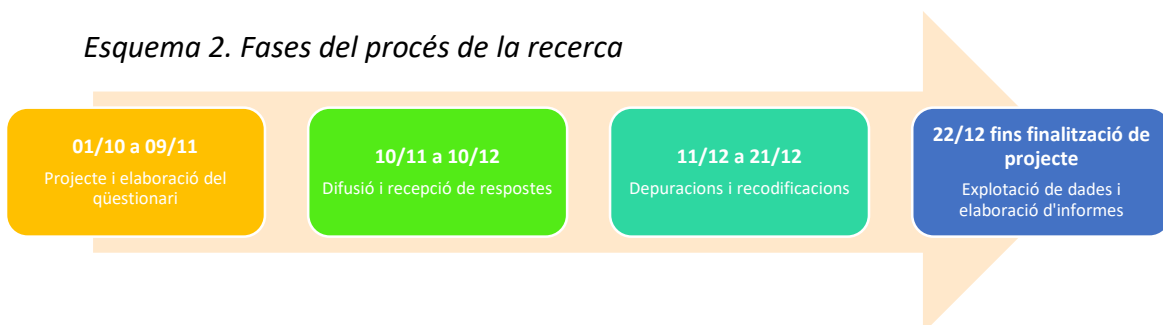 Esquema 2. Fases del procés de la recerca
01/10 a 09/11
Projecte i elaboració del
qüestionari
10/11 a 10/12
Difusió i recepció de respostes
11/12 a 21/12
Depuracions i recodificacions
22/12 fins finalització de
projecte
Explotació de dades i
elaboració d'informes